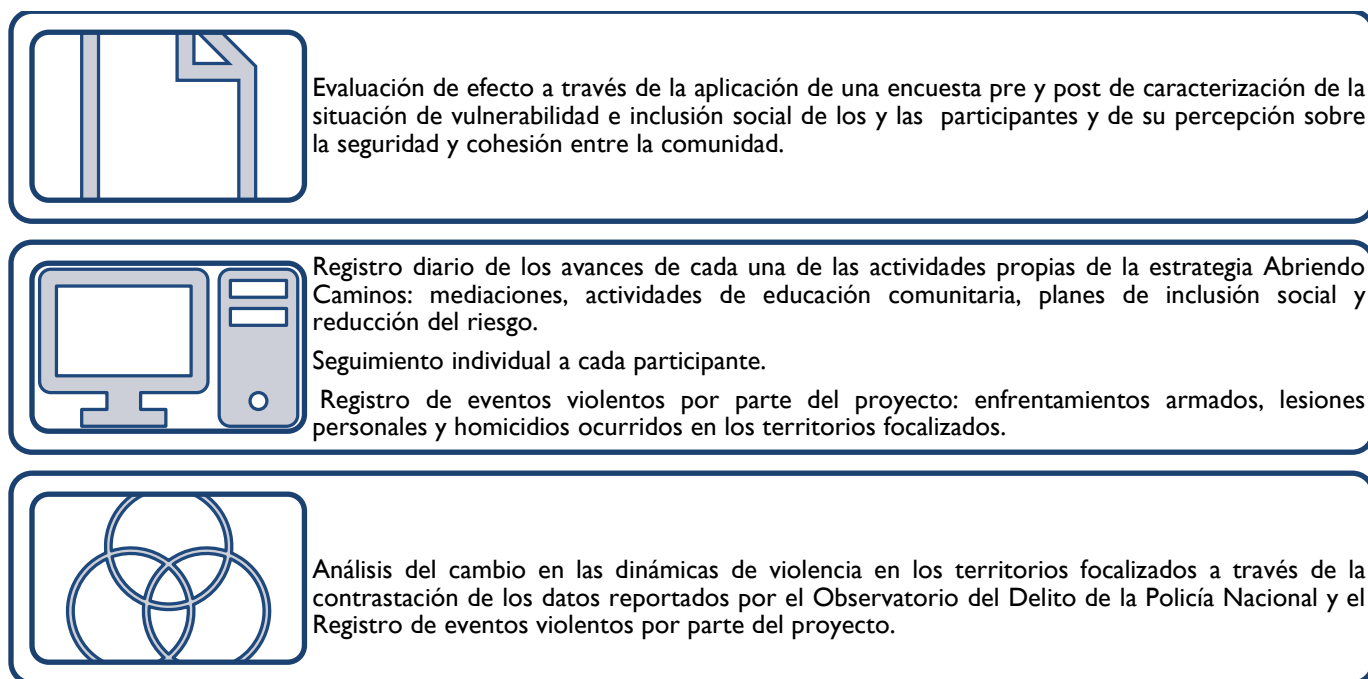 Evaluación de efecto a través de la aplicación de una encuesta pre y post de caracterización de la
situación de vulnerabilidad e inclusión social de los y las participantes y de su percepción sobre
la seguridad y cohesión entre la comunidad.
Registro diario de los avances de cada una de las actividades propias de la estrategia Abriendo
Caminos: mediaciones, actividades de educación comunitaria, planes de inclusión social y
reducción del riesgo.
Seguimiento individual a cada participante.
Registro de eventos violentos por parte del proyecto: enfrentamientos armados, lesiones
personales y homicidios ocurridos en los territorios focalizados.
Análisis del cambio en las dinámicas de violencia en los territorios focalizados a través de la
contrastación de los datos reportados por el Observatorio del Delito de la Policía Nacional y el
Registro de eventos violentos por parte del proyecto.